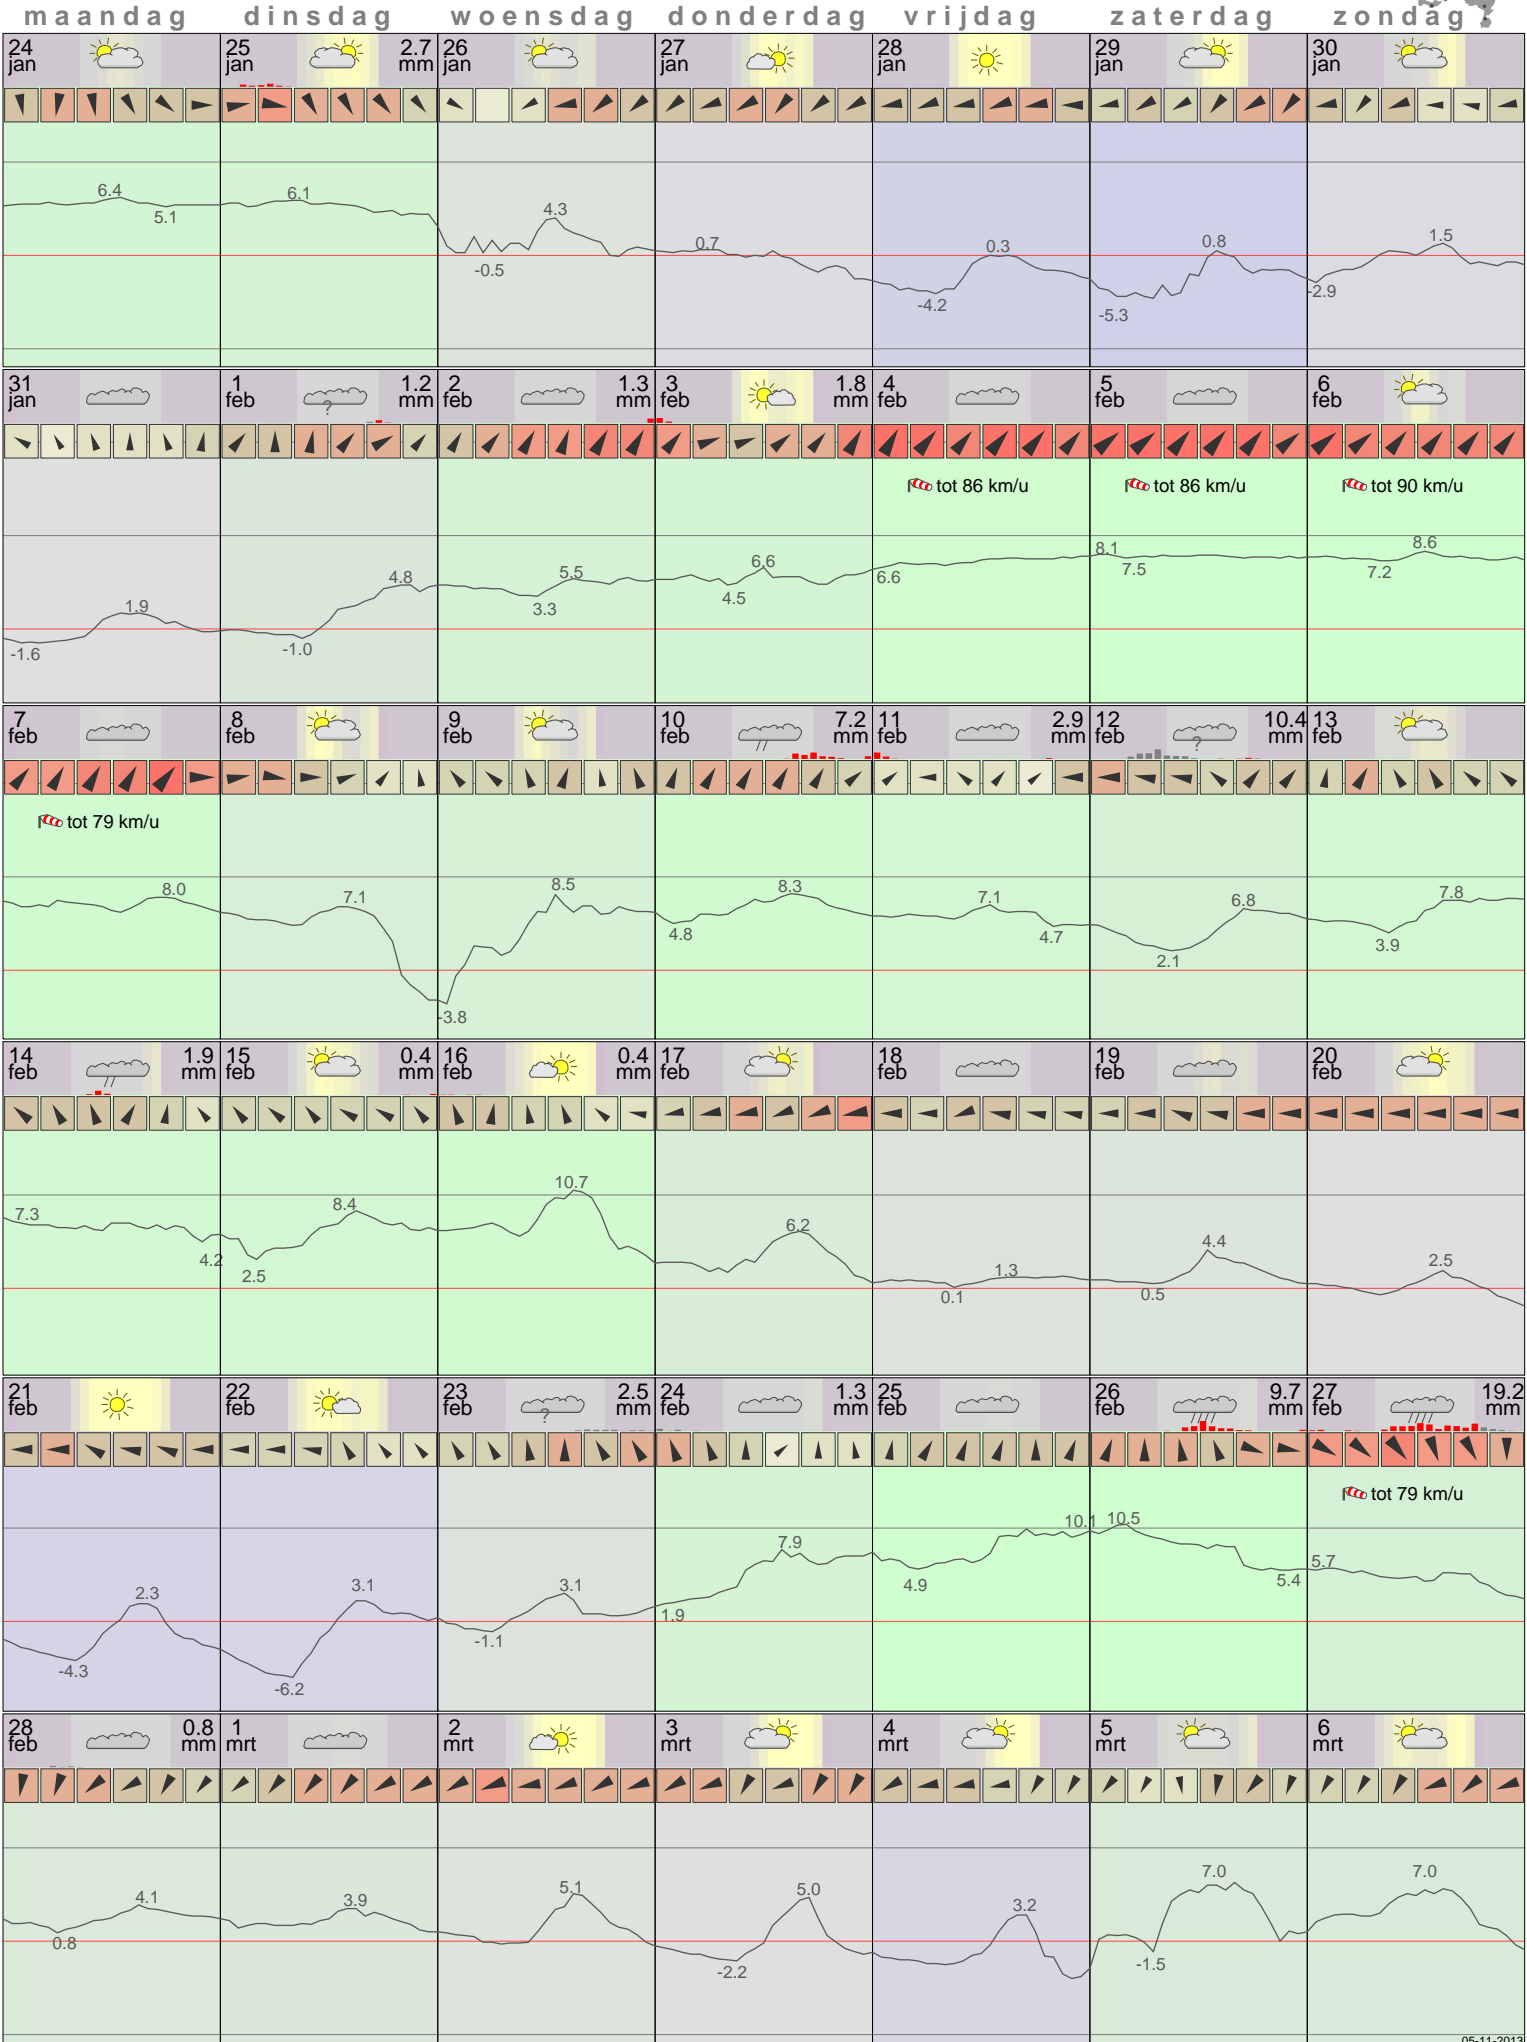 maandag dinsdag woensdag donderdag vrijdag zaterdag zondag
24 25 2.7 26 27 28 29 30
jan jan mm jan jan jan jan jan
6.4 5.1 6.1 -0.5 4.3 0.7 -4.2 0.3 -5.3 0.8 -2.9 1.5
31 1 1.2 2 1.3 3 1.8 4 5 6
jan feb ? mm feb mm feb mm feb feb feb
tot 86 km/u tot 86 km/u tot 90 km/u
-1.6 1.9 -1.0 4.8 3.3 5.5 4.5 6.6 6.6 8.1 7.5 7.2 8.6
7 8 9 10 7.2 11 2.9 12 10.4 13
feb feb feb feb mm feb mm feb ? mm feb
tot 79 km/u
8.0 7.1 -3.8 8.5 4.8 8.3 7.1 4.7 2.1 6.8 3.9 7.8
14 1.9 15 0.4 16 0.4 17 18 19 20
feb mm feb mm feb mm feb feb feb feb
7.3 4.2 2.5 8.4 10.7 6.2 0.1 1.3 0.5 4.4 2.5
21 22 23 2.5 24 1.3 25 26 9.7 27 19.2
feb feb feb ? mm feb mm feb feb mm feb mm
tot 79 km/u
-4.3 2.3 -6.2 3.1 -1.1 3.1 1.9 7.9 4.9 10.1 10.5 5.4 5.7
28 0.8 1 2 3 4 5 6
feb mm mrt mrt mrt mrt mrt mrt
0.8 4.1 3.9 5.1 -2.2 5.0 3.2 -1.5 7.0 7.0
05-11-2013